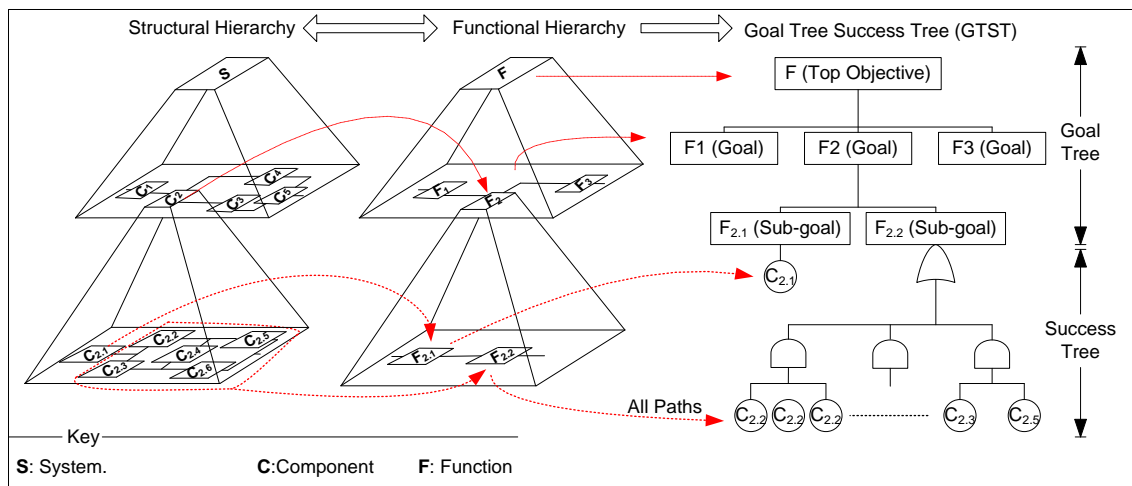 Structural Hierarchy
Functional Hierarchy
Goal Tree Success Tree (GTST)
S
F
F (Top Objective)
F1 (Goal)
F2 (Goal)
F3 (Goal)
Goal
Tree
C1
C2
C3
C4
C5
F1
F2
F3
F2.1 (Sub-goal)
F2.2 (Sub-goal)
C2.1
C2.1
C2.2
C2.3
C2.4
C2.5
C2.6
F2.1
F2.2
Success
Tree
All Paths
C2.2
C2.2
C2.2
C2.3
C2.5
Key
S: System.
C:Component
F: Function